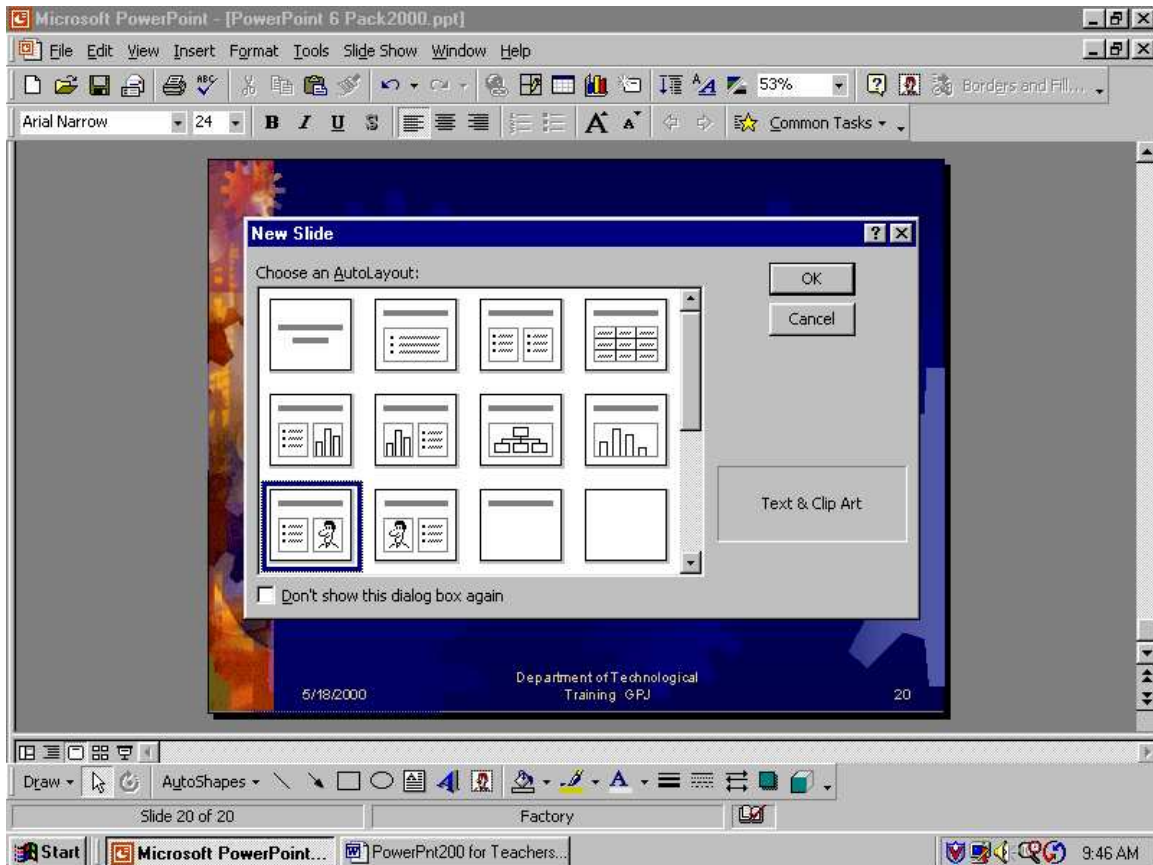 Microsoft PowerPoint - [PowerPoint 6 Pack2000.ppt]
File Edit View Insert Format Tools Slide Show Window Help
ABC 53% Borders and Fill...
Arial Narrow 24 B I U S A A Common Tasks
New Slide
Choose an AutoLayout:
OK
Cancel
Text & Clip Art
Don't show this dialog box again
5/18/2000
Department of Technological
Training GPJ
20
Draw AutoShapes A A
Slide 20 of 20 Factory
Start Microsoft PowerPoint... PowerPnt200 for Teachers... 9:46 AM